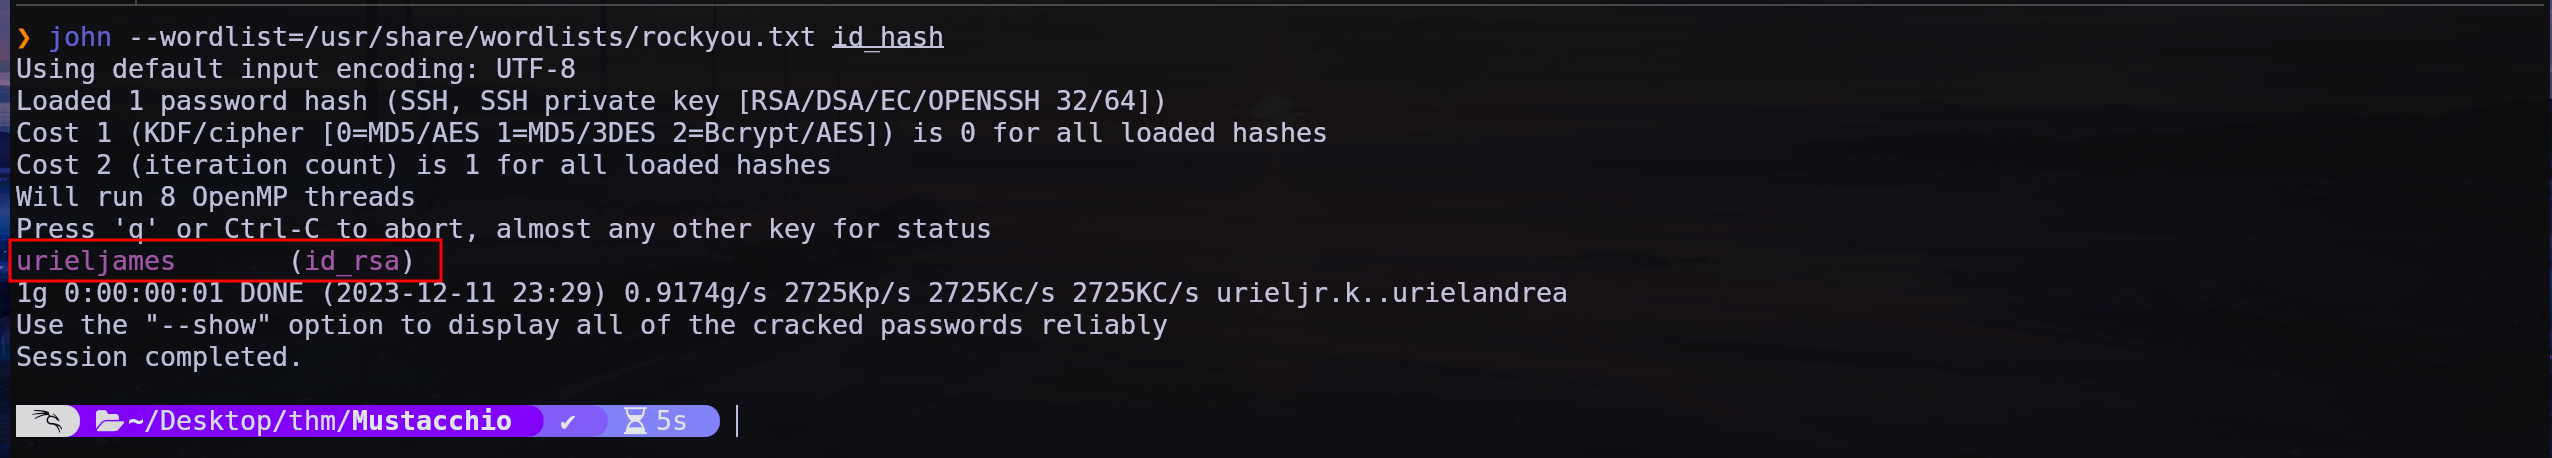 ❯ john --wordlist=/usr/share/wordlists/rockyou.txt id_hash
Using default input encoding: UTF-8
Loaded 1 password hash (SSH, SSH private key [RSA/DSA/EC/OPENSSH 32/64])
Cost 1 (KDF/cipher [0=MD5/AES 1=MD5/3DES 2=Bcrypt/AES]) is 0 for all loaded hashes
Cost 2 (iteration count) is 1 for all loaded hashes
Will run 8 OpenMP threads
Press 'q' or Ctrl-C to abort, almost any other key for status
urieljames       (id_rsa)
1g 0:00:00:01 DONE (2023-12-11 23:29) 0.9174g/s 2725Kp/s 2725Kc/s 2725KC/s urieljr.k..urielandrea
Use the "--show" option to display all of the cracked passwords reliably
Session completed.
~/Desktop/thm/Mustacchio ✔ 5s